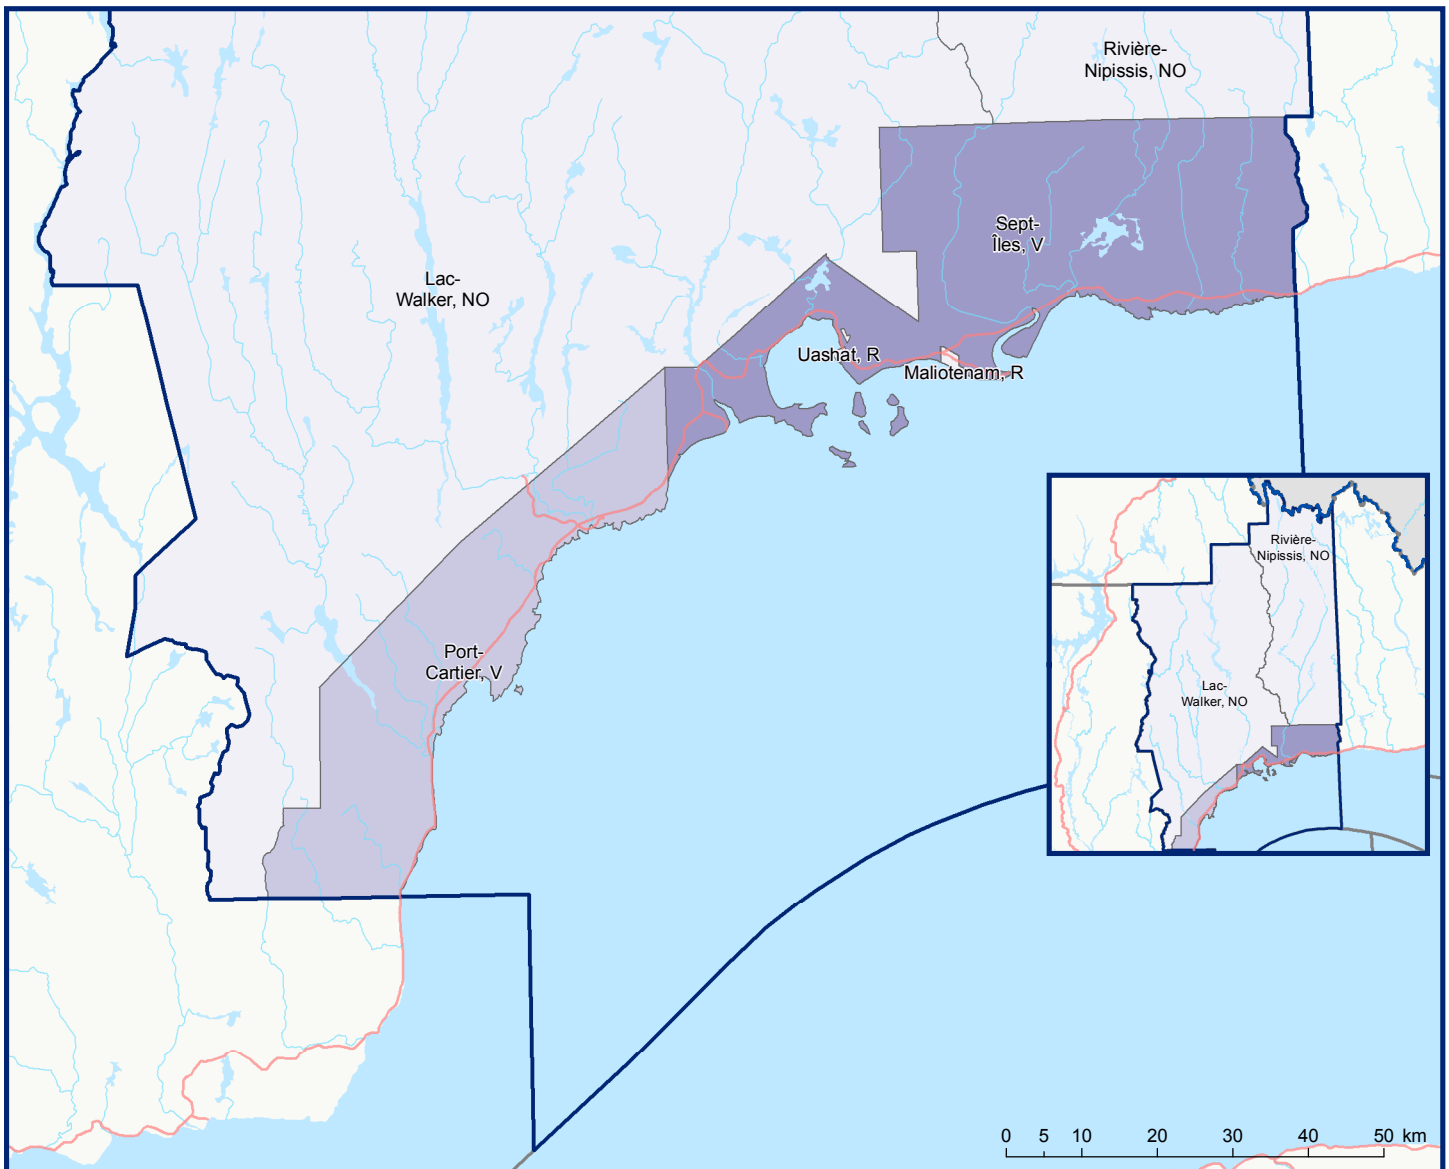 Rivière-
Nipissis, NO
Sept-
Îles, V
Lac-
Walker, NO
Uashat, R
Maliotenam, R
Port-
Cartier, V
Rivière-
Nipissis, NO
Lac-
Walker, NO
0 5 10 20 30 40 50 km